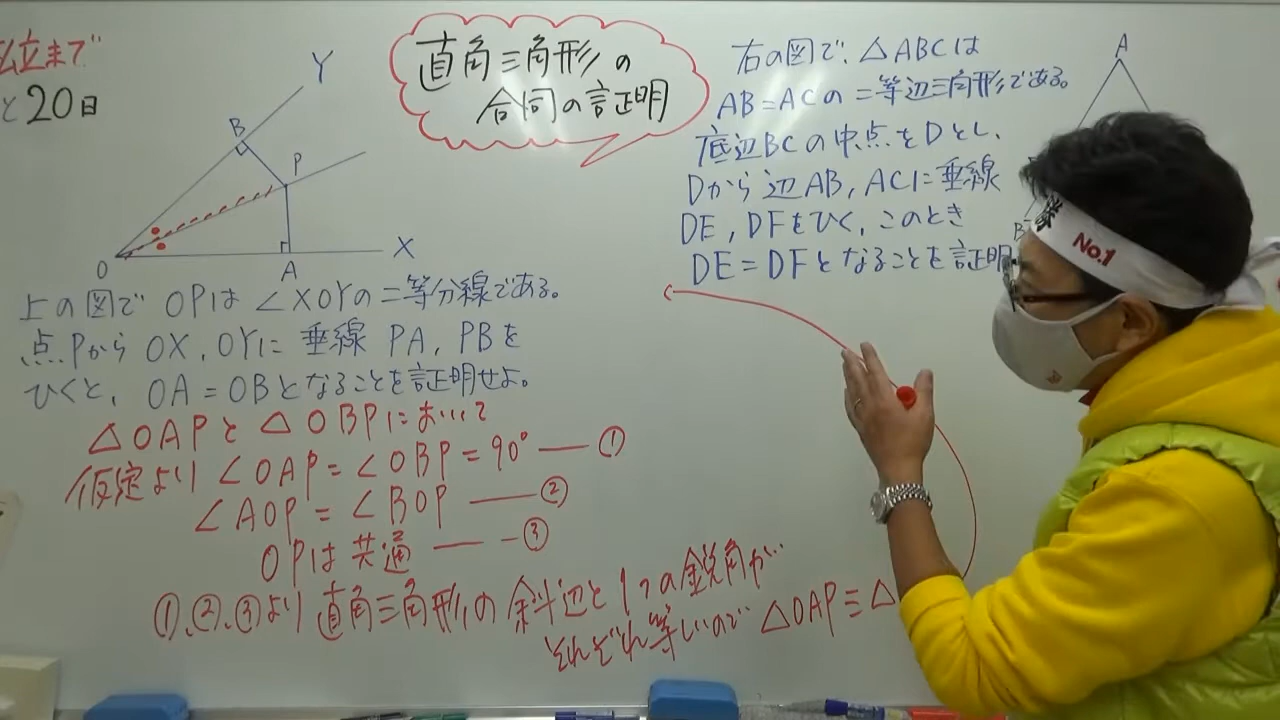 私立まで
と20日
直角三角形の
合同の証明
Y
B
P
X
O
A
上の図で OPは ∠XOYの二等分線である。
点Pから OX, OYに 垂線 PA, PBを
ひくと, OA=OBとなることを証明せよ。
△OAPと △OBPにおいて
仮定より ∠OAP=∠OBP=90° ―①
∠AOP=∠BOP ―②
OPは 共通 ―③
①,②,③より 直角三角形の 斜辺と1つの鋭角が
それぞれ等しいので △OAP≡△
右の図で, △ABCは
AB=ACの二等辺三角形である。
底辺BCの中点をDとし,
Dから辺AB, ACに垂線
DE, DFをひく, このとき
DE=DFとなることを証明
A
B
No.1